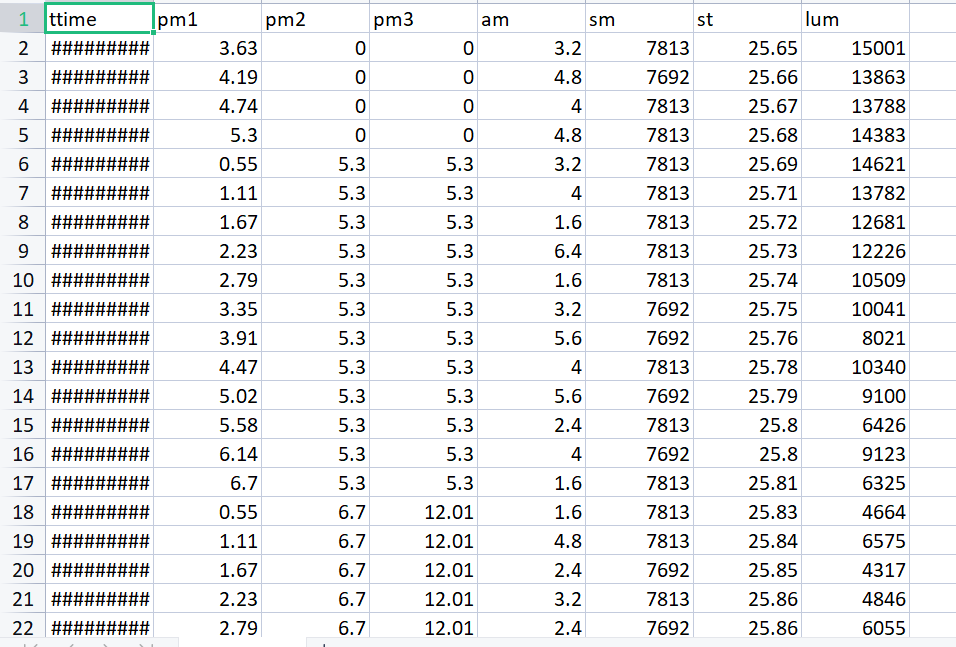 1 ttime pm1 pm2 pm3 am sm st lum
2 ######### 3.63 0 0 3.2 7813 25.65 15001
3 ######### 4.19 0 0 4.8 7692 25.66 13863
4 ######### 4.74 0 0 4 7813 25.67 13788
5 ######### 5.3 0 0 4.8 7813 25.68 14383
6 ######### 0.55 5.3 5.3 3.2 7813 25.69 14621
7 ######### 1.11 5.3 5.3 4 7813 25.71 13782
8 ######### 1.67 5.3 5.3 1.6 7813 25.72 12681
9 ######### 2.23 5.3 5.3 6.4 7813 25.73 12226
10 ######### 2.79 5.3 5.3 1.6 7813 25.74 10509
11 ######### 3.35 5.3 5.3 3.2 7692 25.75 10041
12 ######### 3.91 5.3 5.3 5.6 7692 25.76 8021
13 ######### 4.47 5.3 5.3 4 7813 25.78 10340
14 ######### 5.02 5.3 5.3 5.6 7692 25.79 9100
15 ######### 5.58 5.3 5.3 2.4 7813 25.8 6426
16 ######### 6.14 5.3 5.3 4 7692 25.8 9123
17 ######### 6.7 5.3 5.3 1.6 7813 25.81 6325
18 ######### 0.55 6.7 12.01 1.6 7813 25.83 4664
19 ######### 1.11 6.7 12.01 4.8 7813 25.84 6575
20 ######### 1.67 6.7 12.01 2.4 7692 25.85 4317
21 ######### 2.23 6.7 12.01 3.2 7813 25.86 4846
22 ######### 2.79 6.7 12.01 2.4 7692 25.86 6055